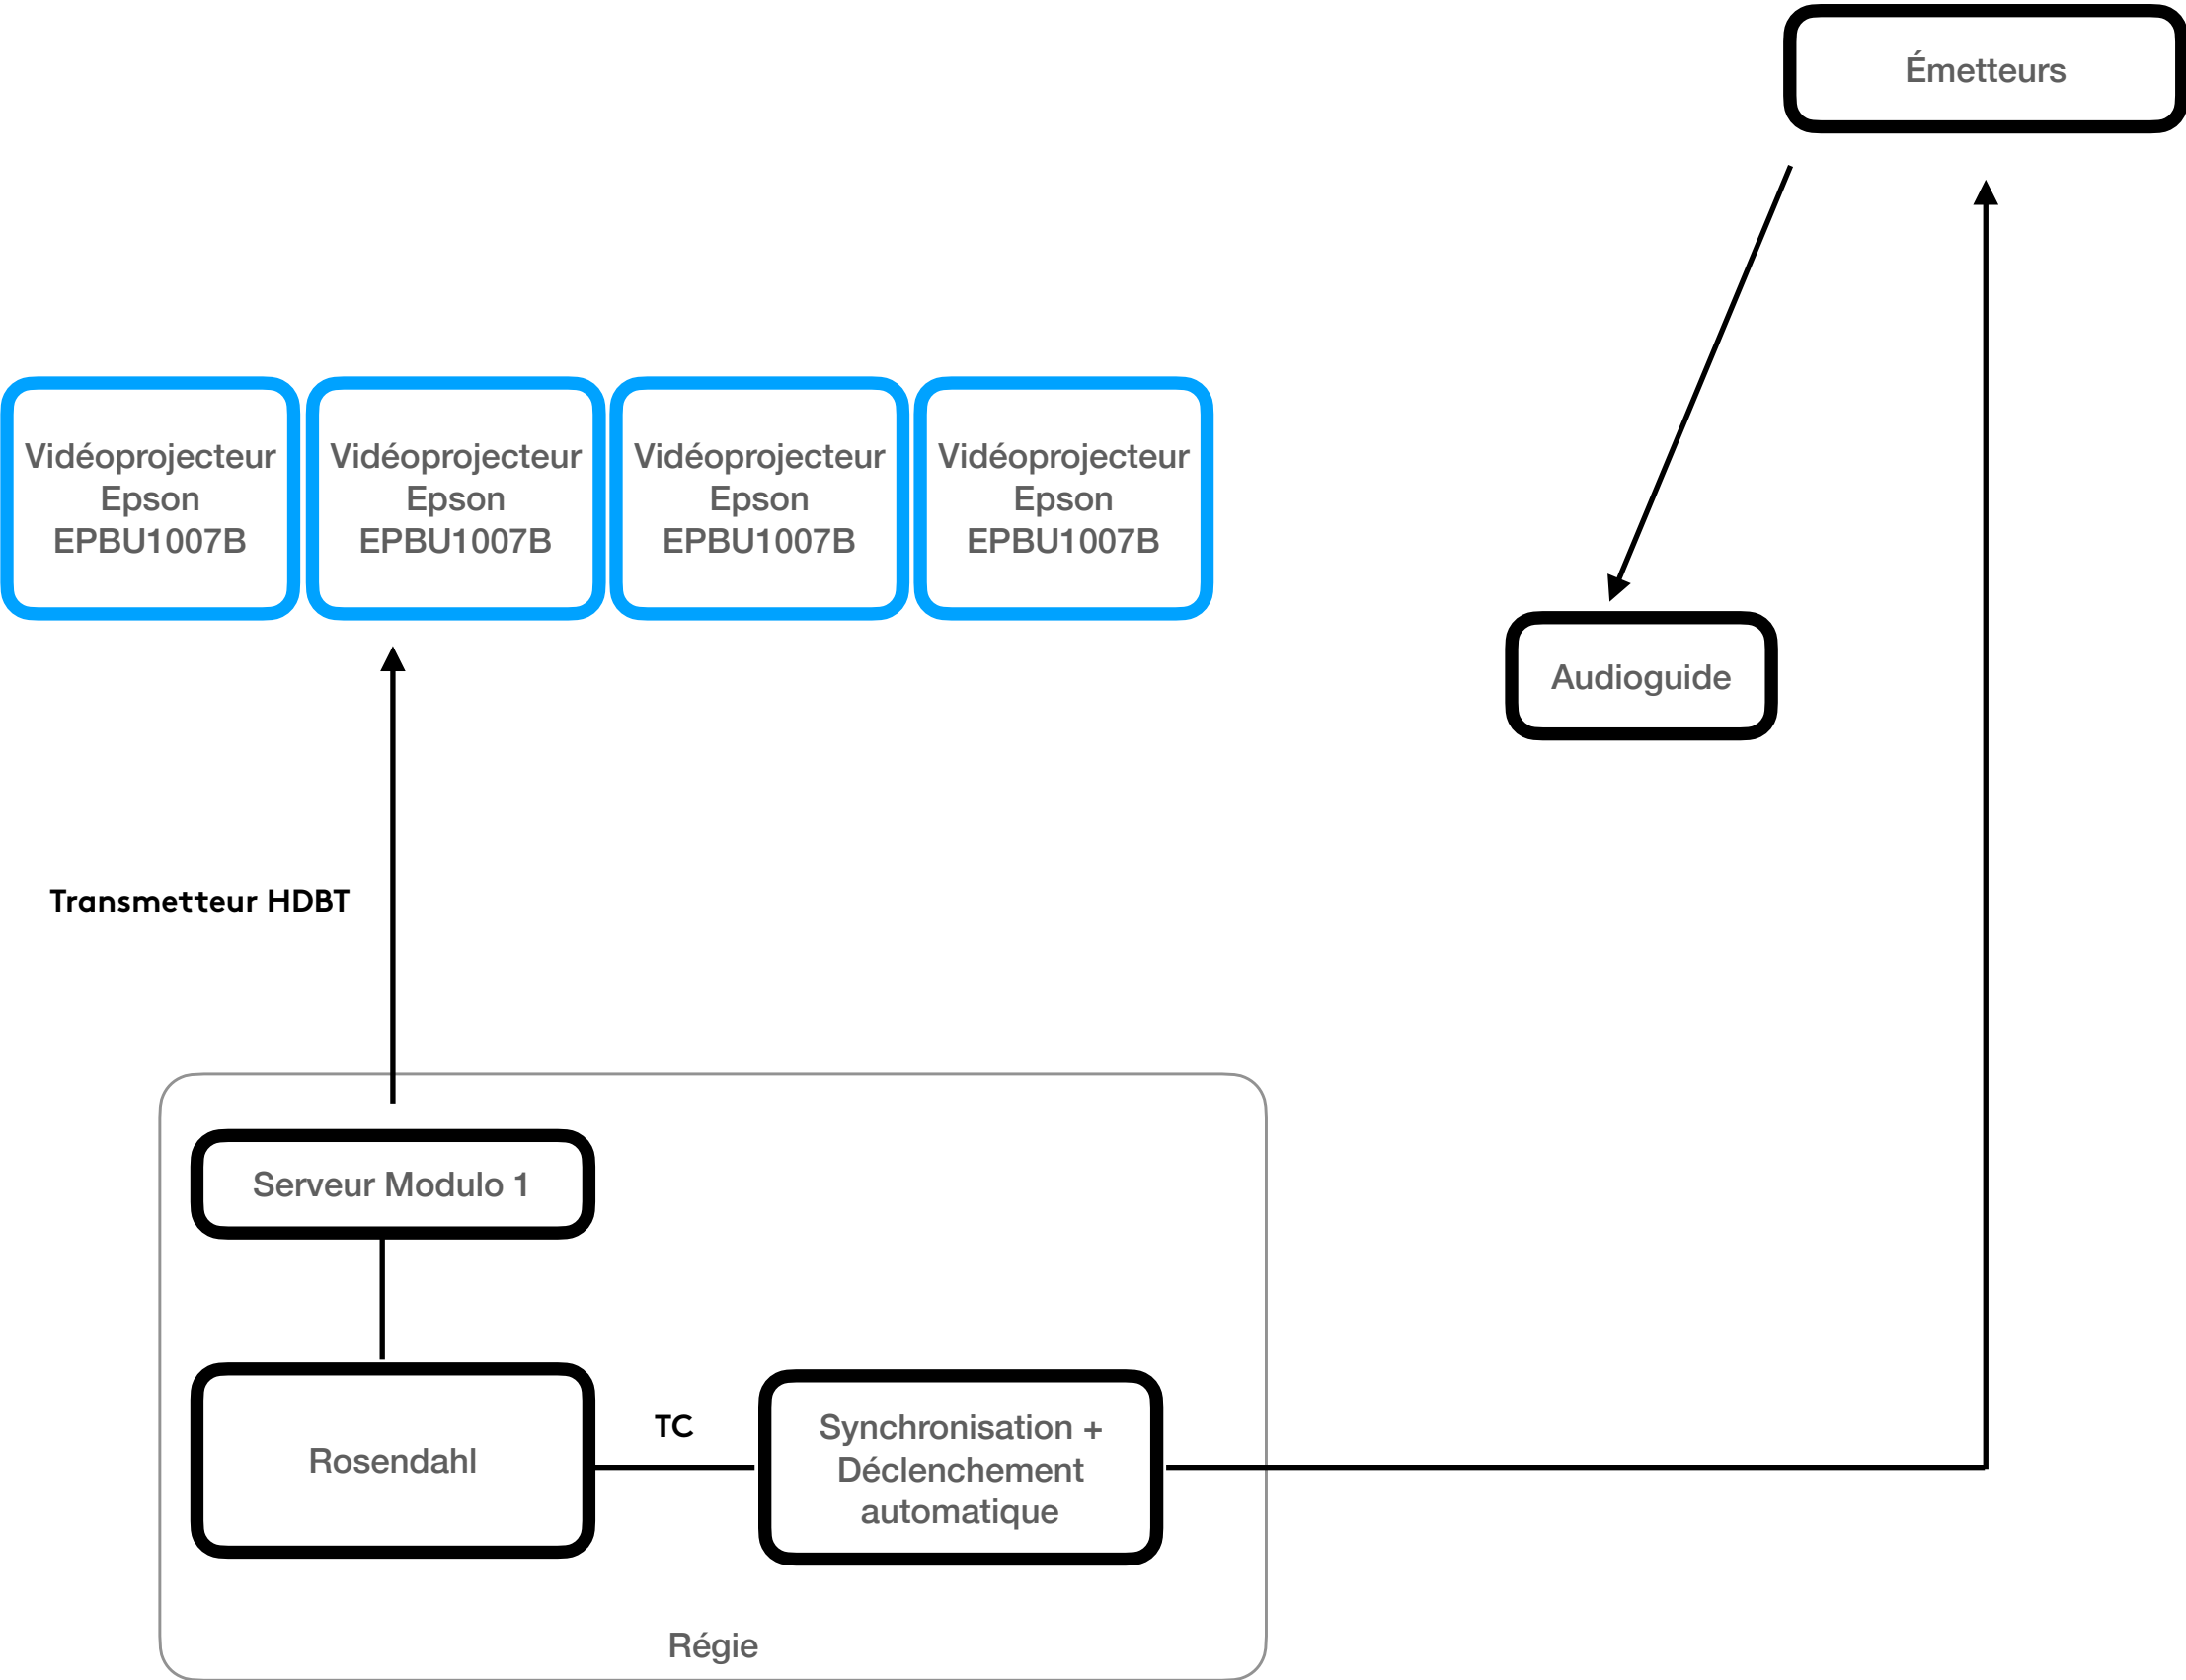 Émetteurs
Vidéoprojecteur
Epson
EPBU1007B
Vidéoprojecteur
Epson
EPBU1007B
Vidéoprojecteur
Epson
EPBU1007B
Vidéoprojecteur
Epson
EPBU1007B
Audioguide
Transmetteur HDBT
Serveur Modulo 1
Rosendahl
TC
Synchronisation +
Déclenchement
automatique
Régie